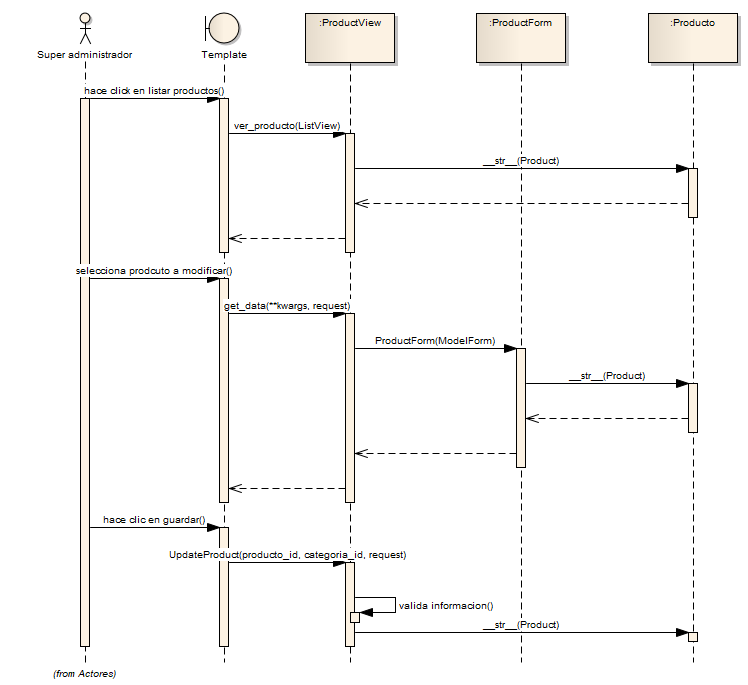 :ProductView
:ProductForm
:Producto
Super administrador
Template
hace click en listar productos()
ver_producto(ListView)
__str__(Product)
selecciona prodcuto a modificar()
get_data(**kwargs, request)
ProductForm(ModelForm)
__str__(Product)
hace clic en guardar()
UpdateProduct(producto_id, categoria_id, request)
valida informacion()
__str__(Product)
(from Actores)